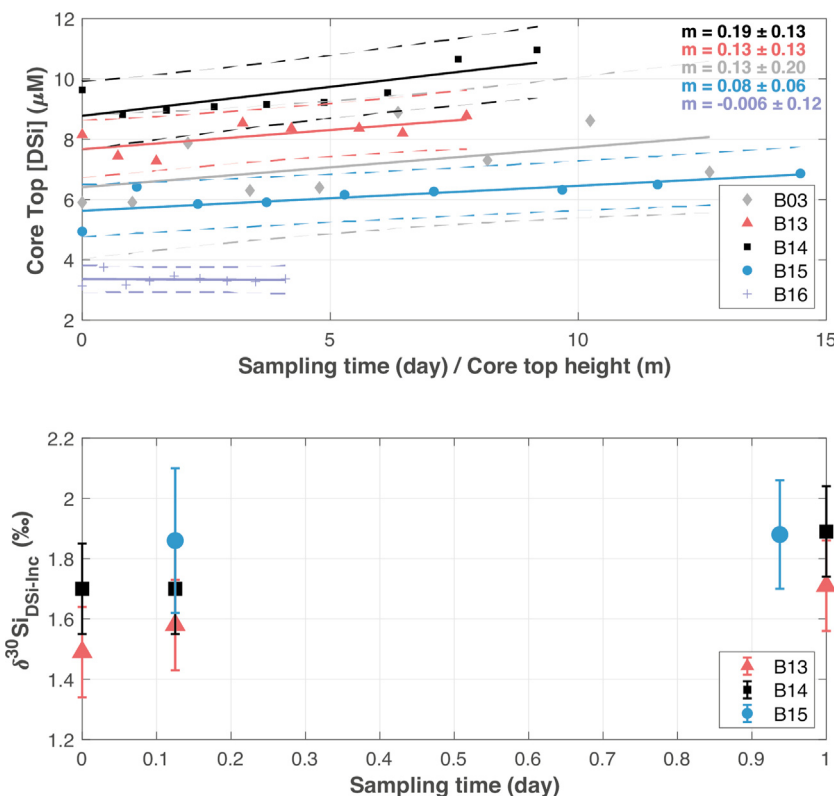 12
10
8
6
4
2
Core Top [DSi] (μM)
m = 0.19 ± 0.13
m = 0.13 ± 0.13
m = 0.13 ± 0.20
m = 0.08 ± 0.06
m = -0.006 ± 0.12
B03
B13
B14
B15
B16
0 5 10 15
Sampling time (day) / Core top height (m)
2.2
2
1.8
1.6
1.4
1.2
δ³⁰Si_DSi-Inc (‰)
B13
B14
B15
0 0.1 0.2 0.3 0.4 0.5 0.6 0.7 0.8 0.9 1
Sampling time (day)